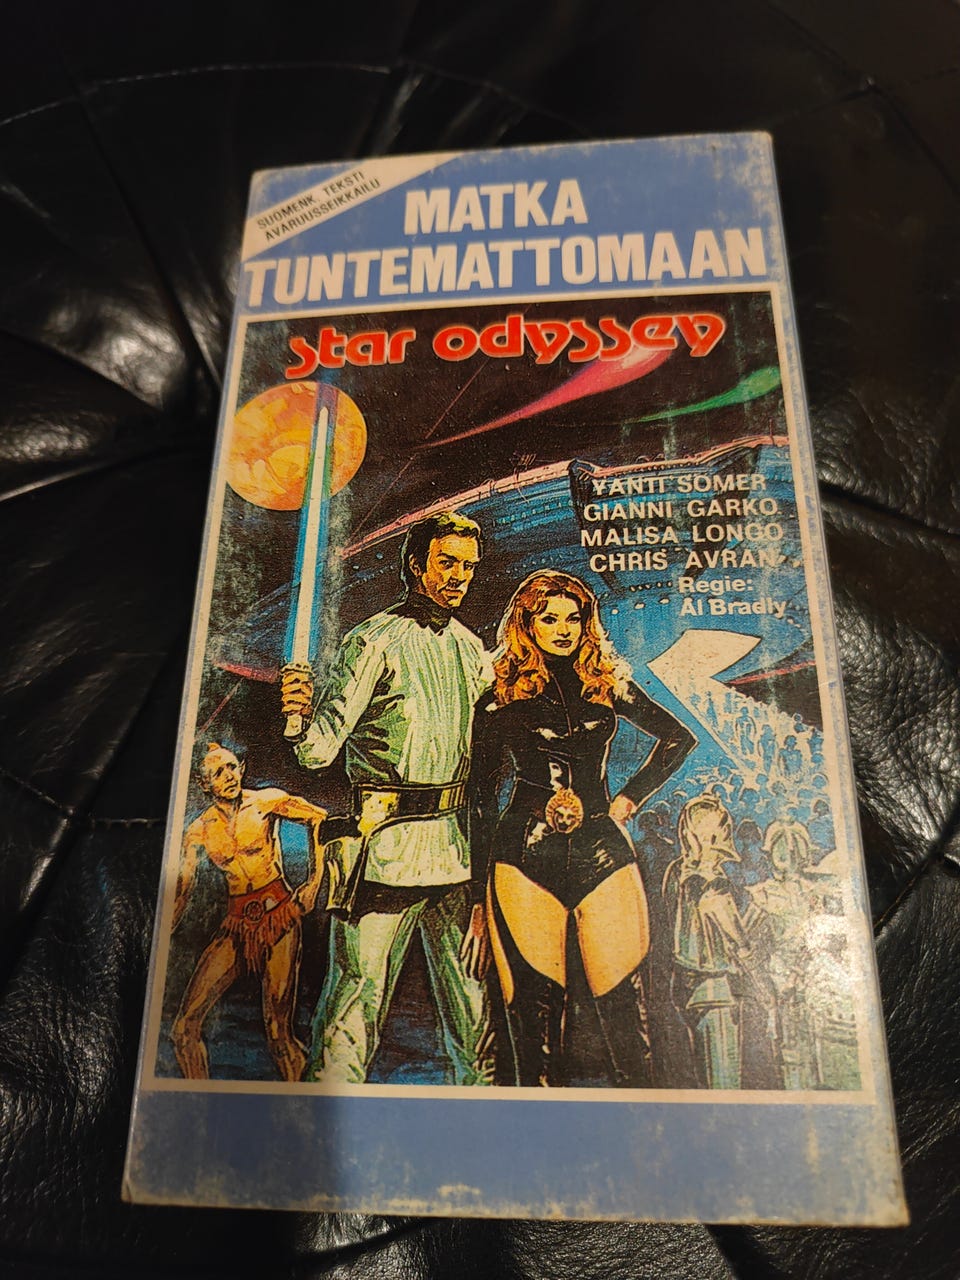 SUOMENK. TEKSTI
AVARUUSSEIKKAILU
MATKA
TUNTEMATTOMAAN
star odyssey
YANTI SOMER
GIANNI GARKO
MALISA LONGO
CHRIS AVRAN
Regie:
Al Bradly